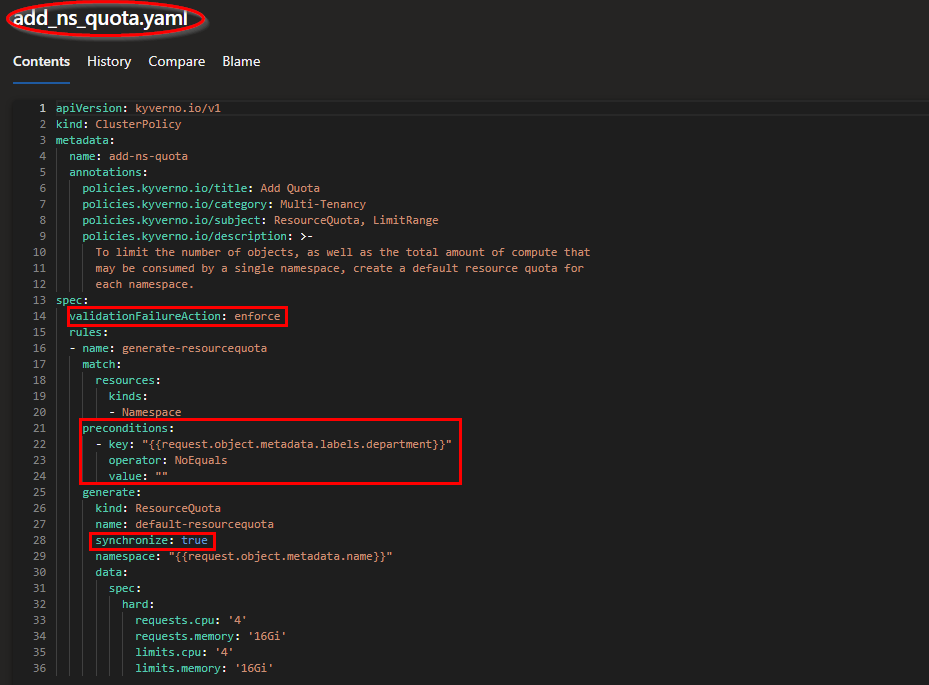 add_ns_quota.yaml
Contents History Compare Blame
1 apiVersion: kyverno.io/v1
2 kind: ClusterPolicy
3 metadata:
4   name: add-ns-quota
5   annotations:
6     policies.kyverno.io/title: Add Quota
7     policies.kyverno.io/category: Multi-Tenancy
8     policies.kyverno.io/subject: ResourceQuota, LimitRange
9     policies.kyverno.io/description: >-
10       To limit the number of objects, as well as the total amount of compute that
11       may be consumed by a single namespace, create a default resource quota for
12       each namespace.
13 spec:
14   validationFailureAction: enforce
15   rules:
16   - name: generate-resourcequota
17     match:
18       resources:
19         kinds:
20         - Namespace
21     preconditions:
22       - key: "{{request.object.metadata.labels.department}}"
23         operator: NoEquals
24         value: ""
25     generate:
26       kind: ResourceQuota
27       name: default-resourcequota
28       synchronize: true
29       namespace: "{{request.object.metadata.name}}"
30       data:
31         spec:
32           hard:
33             requests.cpu: '4'
34             requests.memory: '16Gi'
35             limits.cpu: '4'
36             limits.memory: '16Gi'